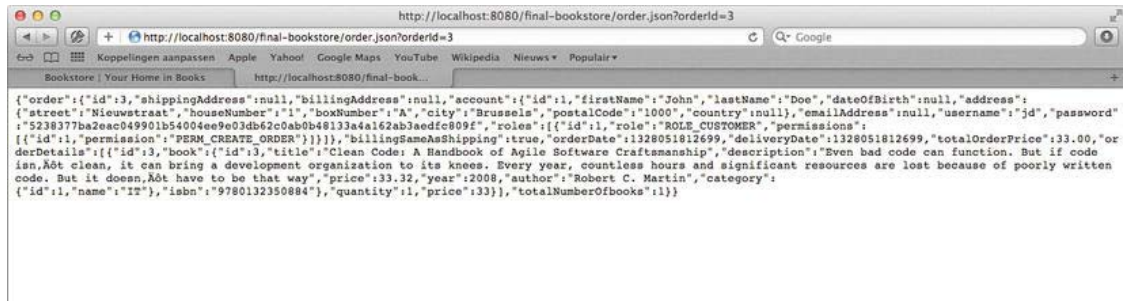 http://localhost:8080/final-bookstore/order.json?orderId=3
http://localhost:8080/final-bookstore/order.json?orderId=3
Google
Koppelingen aanpassen Apple Yahoo! Google Maps YouTube Wikipedia Nieuws Populair
Bookstore | Your Home in Books http://localhost:8080/final-book...
{"order":{"id":3,"shippingAddress":null,"billingAddress":null,"account":{"id":1,"firstName":"John","lastName":"Doe","dateOfBirth":null,"address":
{"street":"Nieuwstraat","houseNumber":"1","boxNumber":"A","city":"Brussels","postalCode":"1000","country":null},"emailAddress":null,"username":"jd","password"
:"5238377ba2eac049901b54004ee9e03db62c0ab0b48133a4a162ab3aedfc809f","roles":[{"id":1,"role":"ROLE_CUSTOMER","permissions":
[{"id":1,"permission":"PERM_CREATE_ORDER"}]}]},"billingSameAsShipping":true,"orderDate":1328051812699,"deliveryDate":1328051812699,"totalOrderPrice":33.00,"or
derDetails":[{"id":3,"book":{"id":3,"title":"Clean Code: A Handbook of Agile Software Craftsmanship","description":"Even bad code can function. But if code
isn‚Äôt clean, it can bring a development organization to its knees. Every year, countless hours and significant resources are lost because of poorly written
code. But it doesn‚Äôt have to be that way","price":33.32,"year":2008,"author":"Robert C. Martin","category":
{"id":1,"name":"IT"},"isbn":"9780132350884"},"quantity":1,"price":33}],"totalNumberOfbooks":1}}